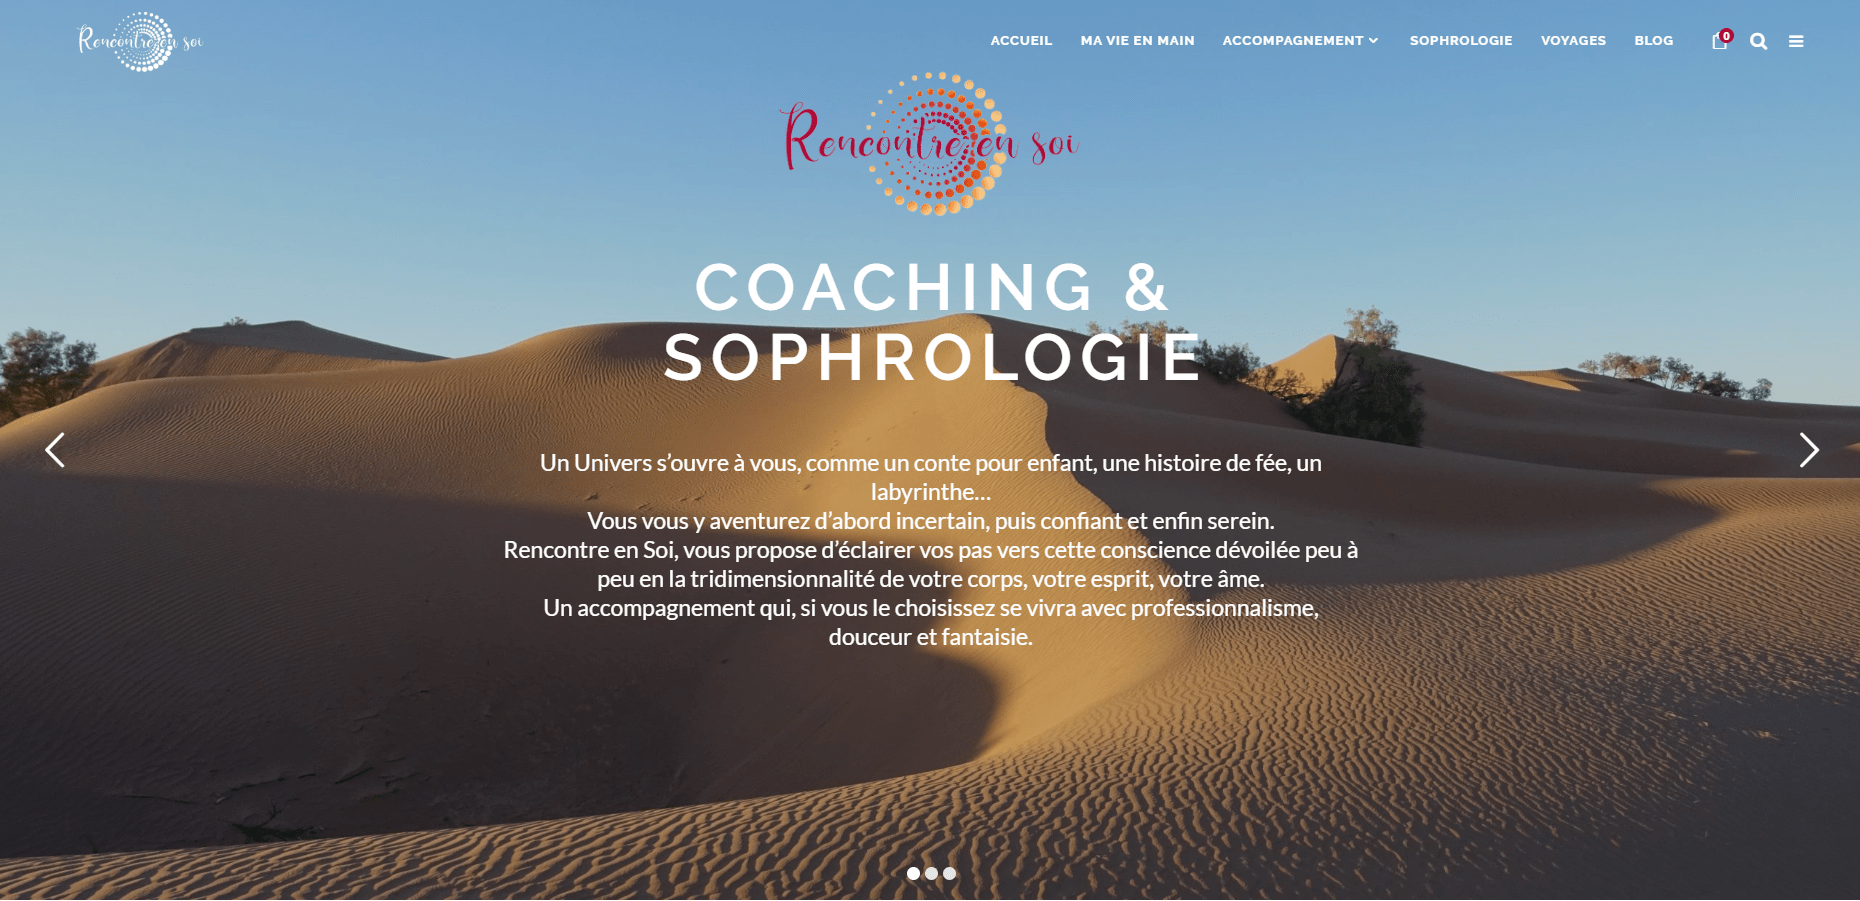 Rencontre en soi
ACCUEIL MA VIE EN MAIN ACCOMPAGNEMENT SOPHROLOGIE VOYAGES BLOG 0
Rencontre en soi
COACHING &
SOPHROLOGIE
Un Univers s’ouvre à vous, comme un conte pour enfant, une histoire de fée, un
labyrinthe…
Vous vous y aventurez d’abord incertain, puis confiant et enfin serein.
Rencontre en Soi, vous propose d’éclairer vos pas vers cette conscience dévoilée peu à
peu en la tridimensionnalité de votre corps, votre esprit, votre âme.
Un accompagnement qui, si vous le choisissez se vivra avec professionnalisme,
douceur et fantaisie.